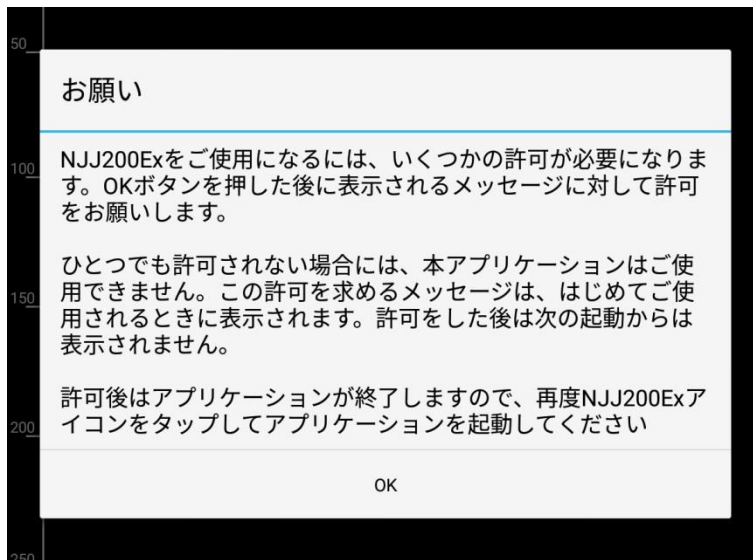 50
お願い
NJJ200Exをご使用になるには、いくつかの許可が必要になりま
す。OKボタンを押した後に表示されるメッセージに対して許可
をお願いします。
100
ひとつでも許可されない場合には、本アプリケーションはご使
用できません。この許可を求めるメッセージは、はじめてご使
用されるときに表示されます。許可をした後は次の起動からは
表示されません。
150
許可後はアプリケーションが終了しますので、再度NJJ200Exア
イコンをタップしてアプリケーションを起動してください
200
OK
250